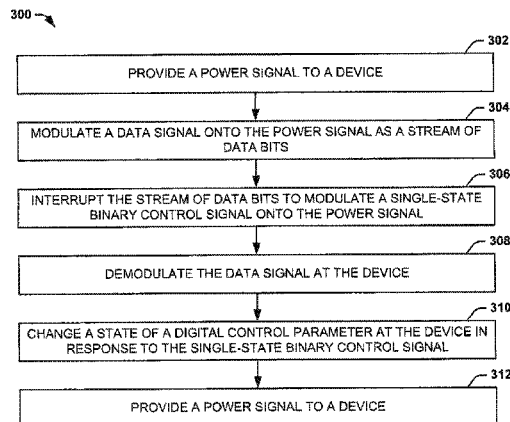 300
302
PROVIDE A POWER SIGNAL TO A DEVICE
304
MODULATE A DATA SIGNAL ONTO THE POWER SIGNAL AS A STREAM OF
DATA BITS
306
INTERRUPT THE STREAM OF DATA BITS TO MODULATE A SINGLE-STATE
BINARY CONTROL SIGNAL ONTO THE POWER SIGNAL
308
DEMODULATE THE DATA SIGNAL AT THE DEVICE
310
CHANGE A STATE OF A DIGITAL CONTROL PARAMETER AT THE DEVICE IN
RESPONSE TO THE SINGLE-STATE BINARY CONTROL SIGNAL
312
PROVIDE A POWER SIGNAL TO A DEVICE